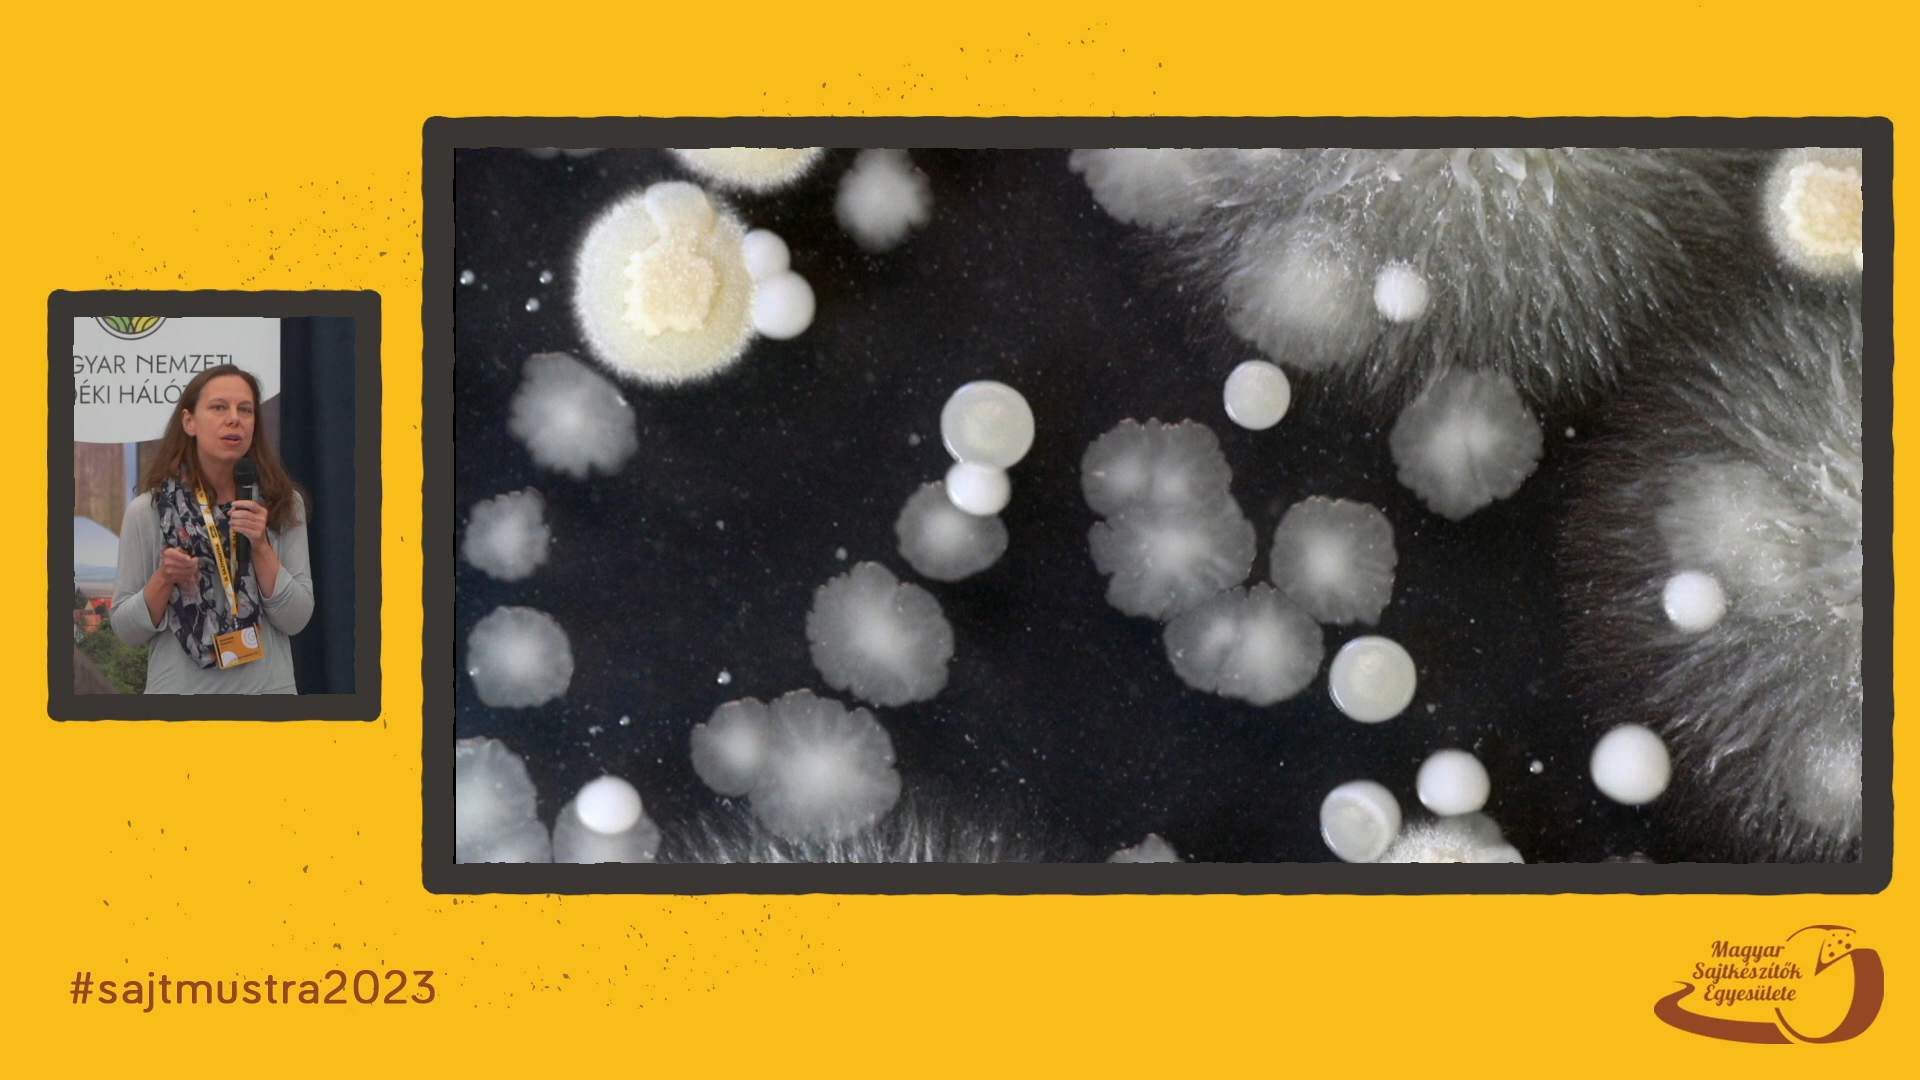 GYAR NEMZETI
ÉKI HÁLÓ
#sajtmustra2023
Magyar
Sajtkészítők
Egyesülete